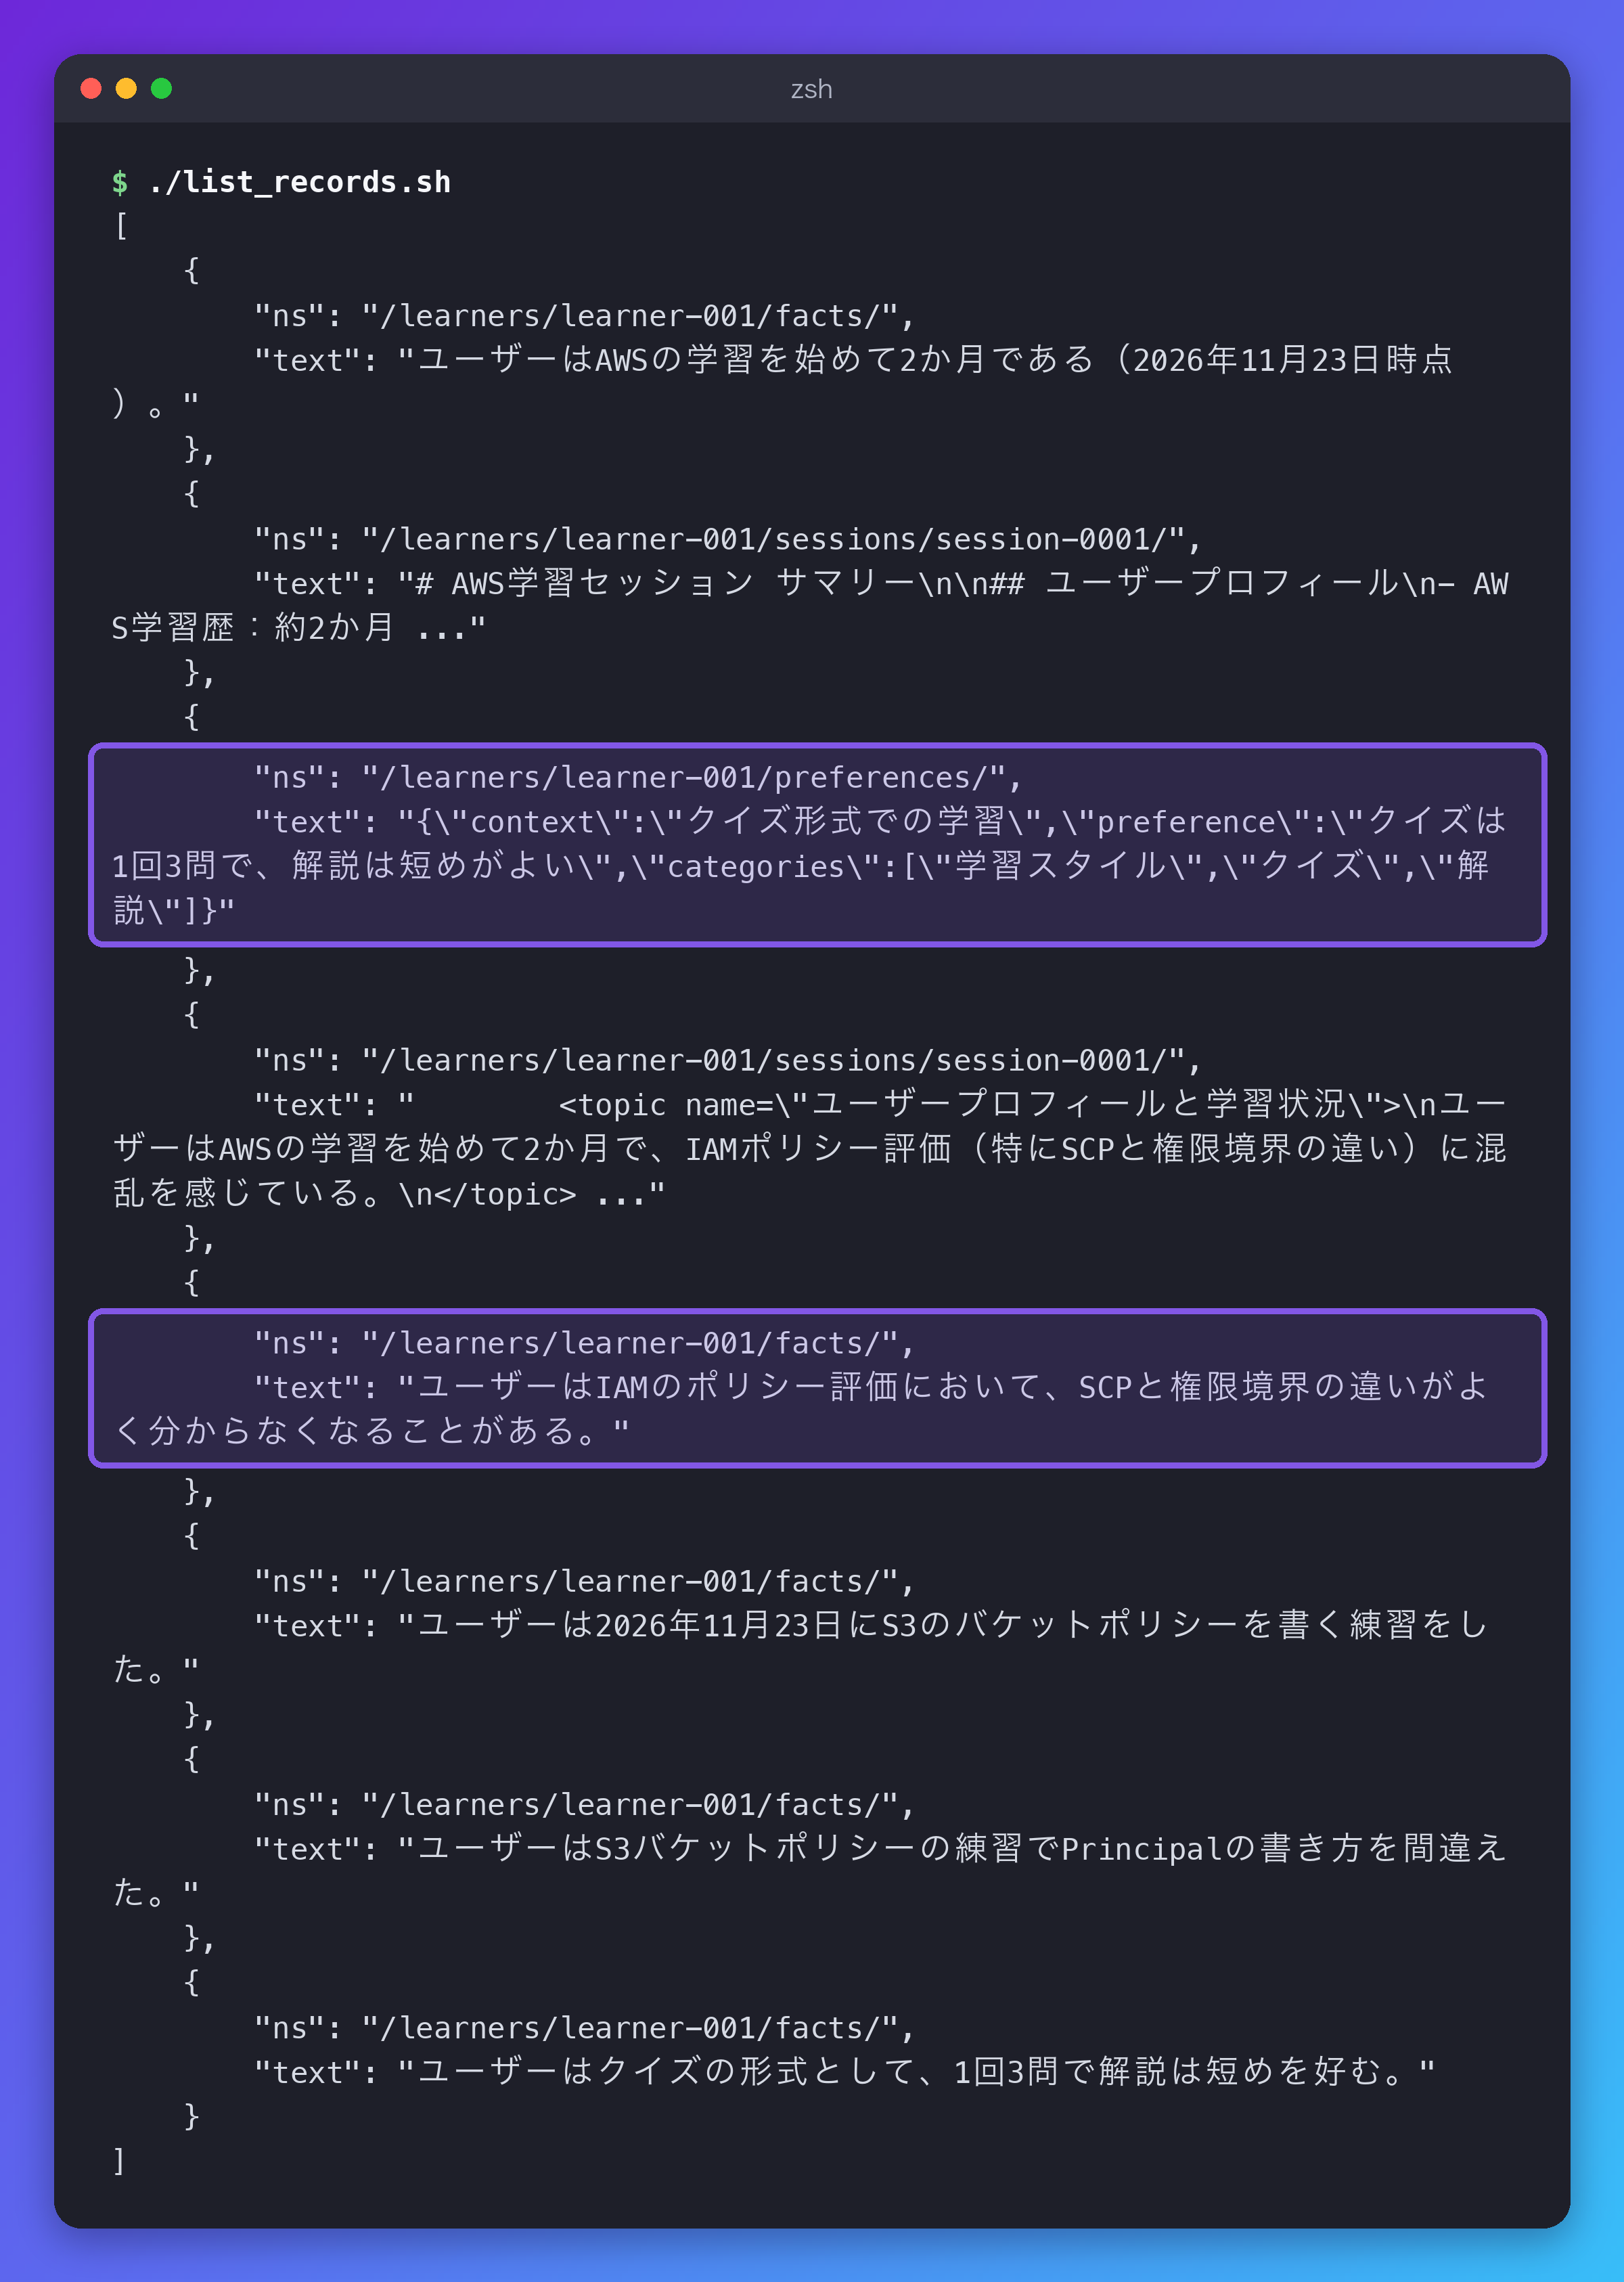 zsh
$ ./list_records.sh
[
    {
        "ns": "/learners/learner-001/facts/",
        "text": "ユーザーはAWSの学習を始めて2か月である（2026年11月23日時点
）。"
    },
    {
        "ns": "/learners/learner-001/sessions/session-0001/",
        "text": "# AWS学習セッション サマリー\n\n## ユーザープロフィール\n- AW
S学習歴：約2か月 ..."
    },
    {
        "ns": "/learners/learner-001/preferences/",
        "text": "{\"context\":\"クイズ形式での学習\",\"preference\":\"クイズは
1回3問で、解説は短めがよい\",\"categories\":[\"学習スタイル\",\"クイズ\",\"解
説\"]}"
    },
    {
        "ns": "/learners/learner-001/sessions/session-0001/",
        "text": "        <topic name=\"ユーザープロフィールと学習状況\">\nユー
ザーはAWSの学習を始めて2か月で、IAMポリシー評価（特にSCPと権限境界の違い）に混
乱を感じている。\n</topic> ..."
    },
    {
        "ns": "/learners/learner-001/facts/",
        "text": "ユーザーはIAMのポリシー評価において、SCPと権限境界の違いがよ
く分からなくなることがある。"
    },
    {
        "ns": "/learners/learner-001/facts/",
        "text": "ユーザーは2026年11月23日にS3のバケットポリシーを書く練習をし
た。"
    },
    {
        "ns": "/learners/learner-001/facts/",
        "text": "ユーザーはS3バケットポリシーの練習でPrincipalの書き方を間違え
た。"
    },
    {
        "ns": "/learners/learner-001/facts/",
        "text": "ユーザーはクイズの形式として、1回3問で解説は短めを好む。"
    }
]